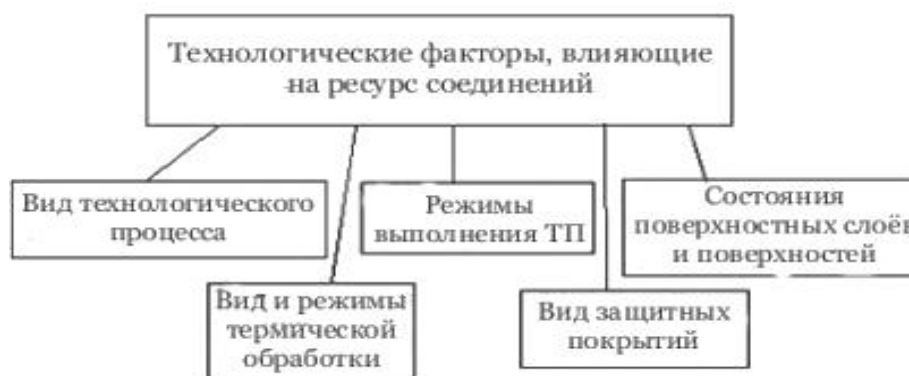 Технологические факторы, влияющие
на ресурс соединений
Вид технологического
процесса
Вид и режимы
термической
обработки
Режимы
выполнения ТП
Вид защитных
покрытий
Состояния
поверхностных слоёв
и поверхностей